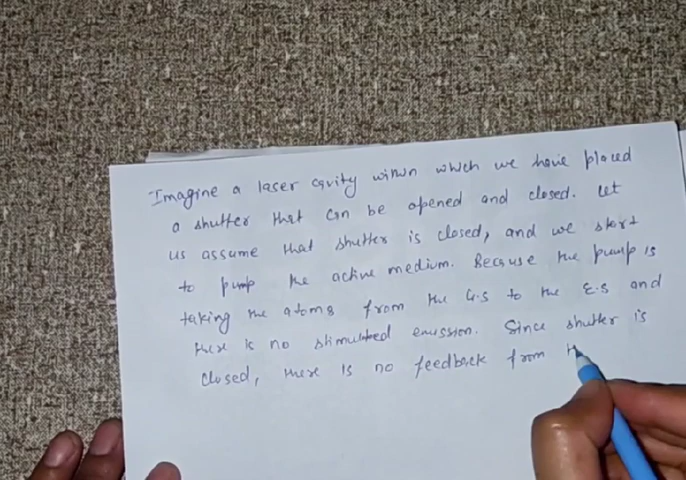 Imagine a laser cavity within which we have placed
a shutter that can be opened and closed. Let
us assume that shutter is closed, and we start
to pump the active medium. Because the pump is
taking the atoms from the G.S to the E.S and
there is no stimulated emission. Since shutter is
closed, there is no feedback from